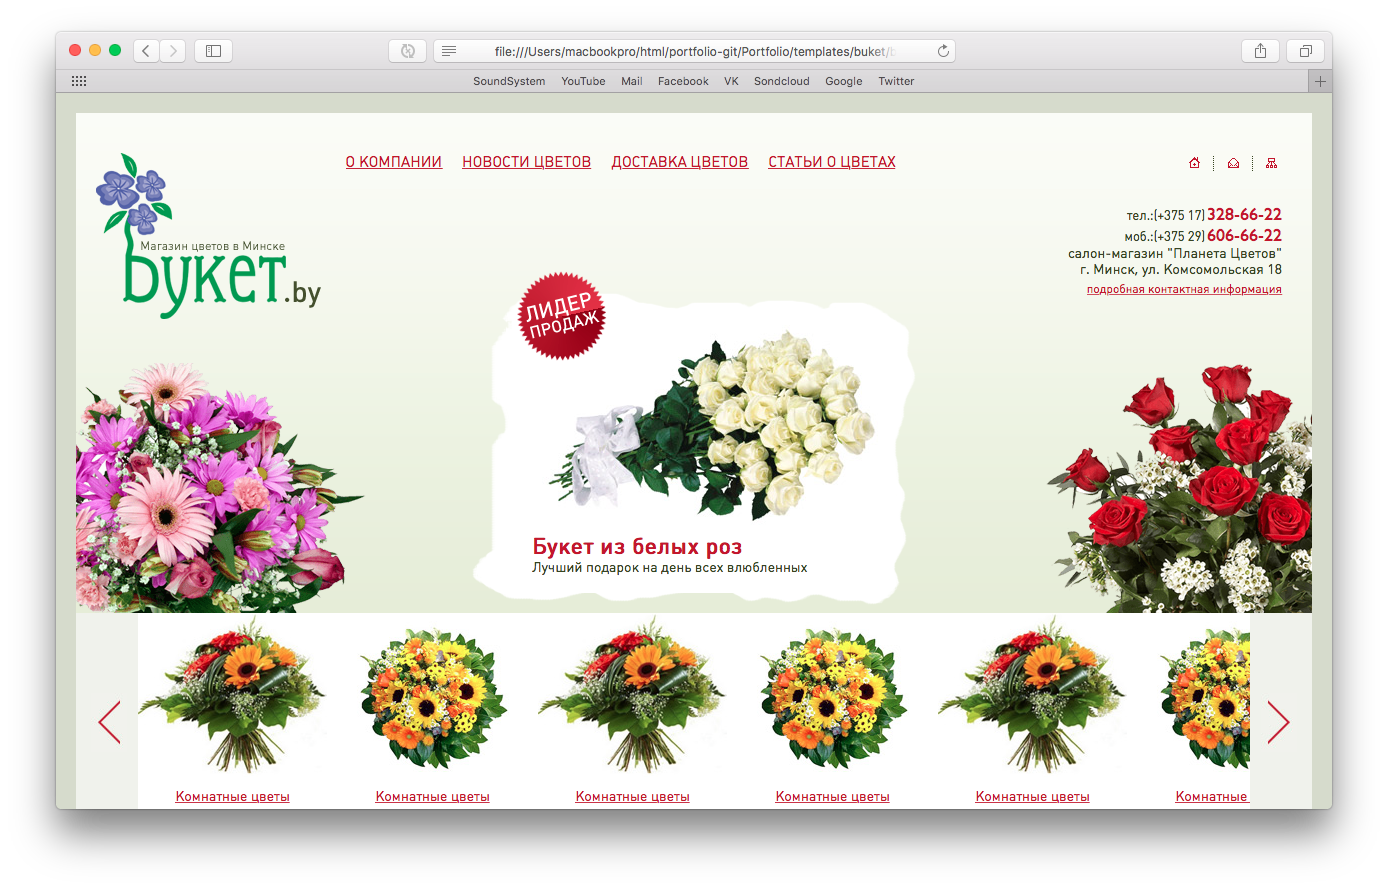 file:///Users/macbookpro/html/portfolio-git/Portfolio/templates/buket/
SoundSystem YouTube Mail Facebook VK Sondcloud Google Twitter
О КОМПАНИИ НОВОСТИ ЦВЕТОВ ДОСТАВКА ЦВЕТОВ СТАТЬИ О ЦВЕТАХ
Магазин цветов в Минске
Букет.by
тел.:(+375 17) 328-66-22
моб.:(+375 29) 606-66-22
салон-магазин "Планета Цветов"
г. Минск, ул. Комсомольская 18
подробная контактная информация
ЛИДЕР
ПРОДАЖ
Букет из белых роз
Лучший подарок на день всех влюбленных
Комнатные цветы Комнатные цветы Комнатные цветы Комнатные цветы Комнатные цветы Комнатные